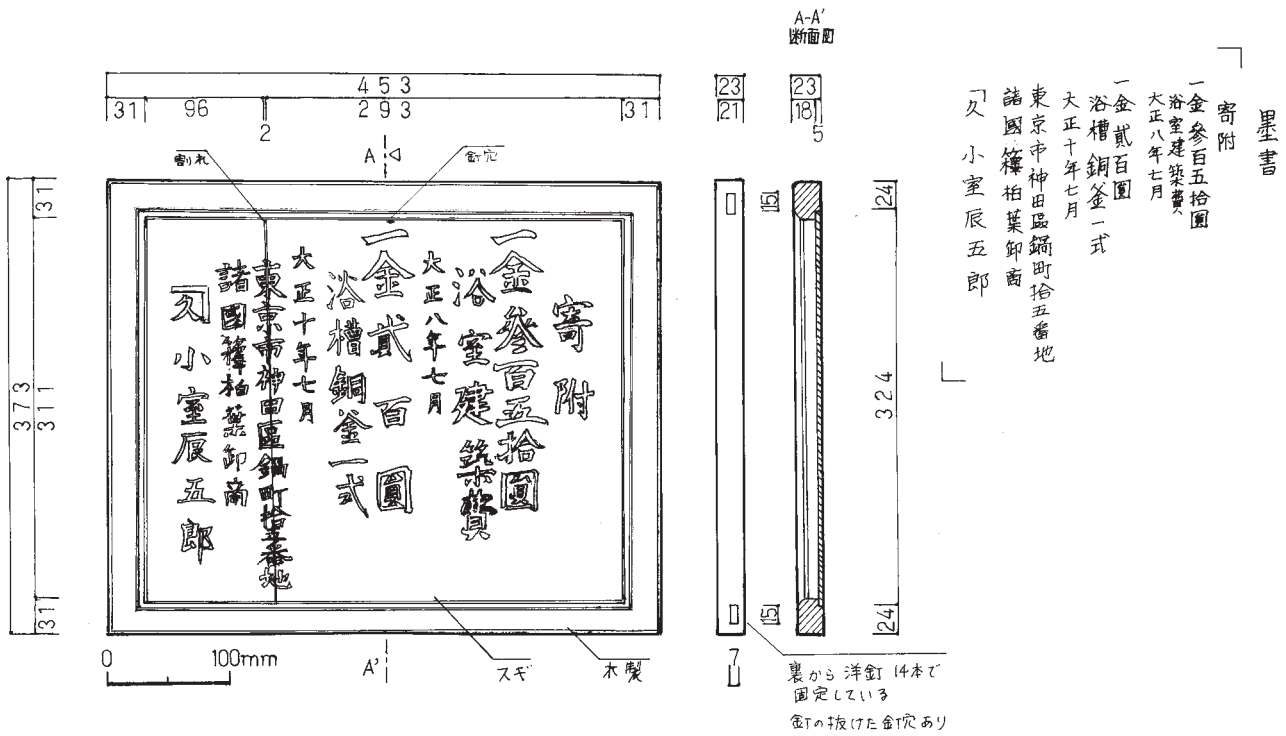 A-A'
断面図
453
31
96
293
31
2
割れ
A
釘穴
23
21
23
18
5
373
31
311
31
寄附
一金參百五拾圓
浴室建築費
大正八年七月
一金貳百圓
浴槽銅釜一式
大正十年七月
東京市神田區鍋町拾五番地
諸國 柏葉卸商
久 小室辰五郎
15
15
24
324
24
7
0
100mm
A'
スギ
木製
裏から洋釘14本で
固定している
釘の抜けた釘穴あり
墨書
寄附
一金參百五拾圓
浴室建築費
大正八年七月
一金貳百圓
浴槽銅釜一式
大正十年七月
東京市神田區鍋町拾五番地
諸國 柏葉卸商
久 小室辰五郎